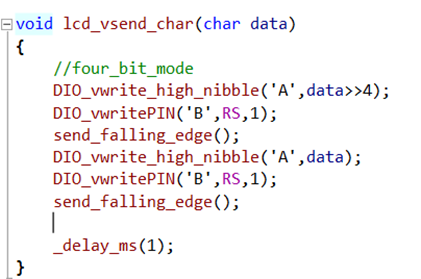 void lcd_vsend_char(char data)
{
//four_bit_mode
DIO_vwrite_high_nibble('A',data>>4);
DIO_vwritePIN('B',RS,1);
send_falling_edge();
DIO_vwrite_high_nibble('A',data);
DIO_vwritePIN('B',RS,1);
send_falling_edge();
_delay_ms(1);
}